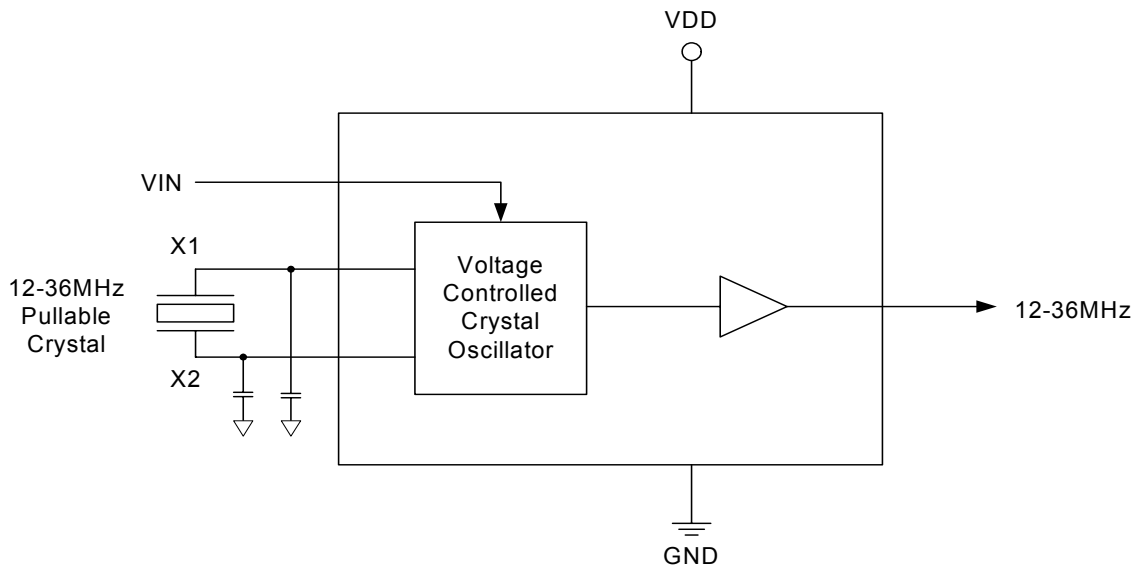 VDD
VIN
X1
12-36MHz
Pullable
Crystal
X2
Voltage
Controlled
Crystal
Oscillator
12-36MHz
GND